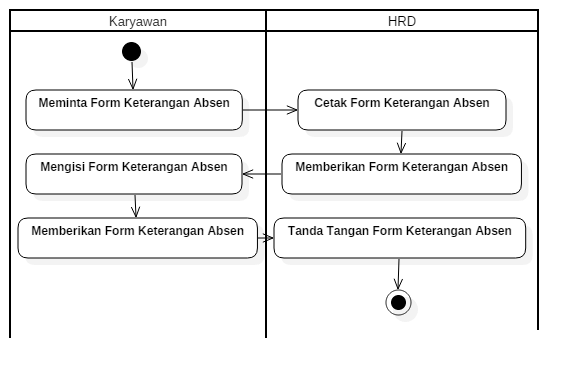 Karyawan
HRD
Meminta Form Keterangan Absen
Cetak Form Keterangan Absen
Mengisi Form Keterangan Absen
Memberikan Form Keterangan Absen
Memberikan Form Keterangan Absen
Tanda Tangan Form Keterangan Absen